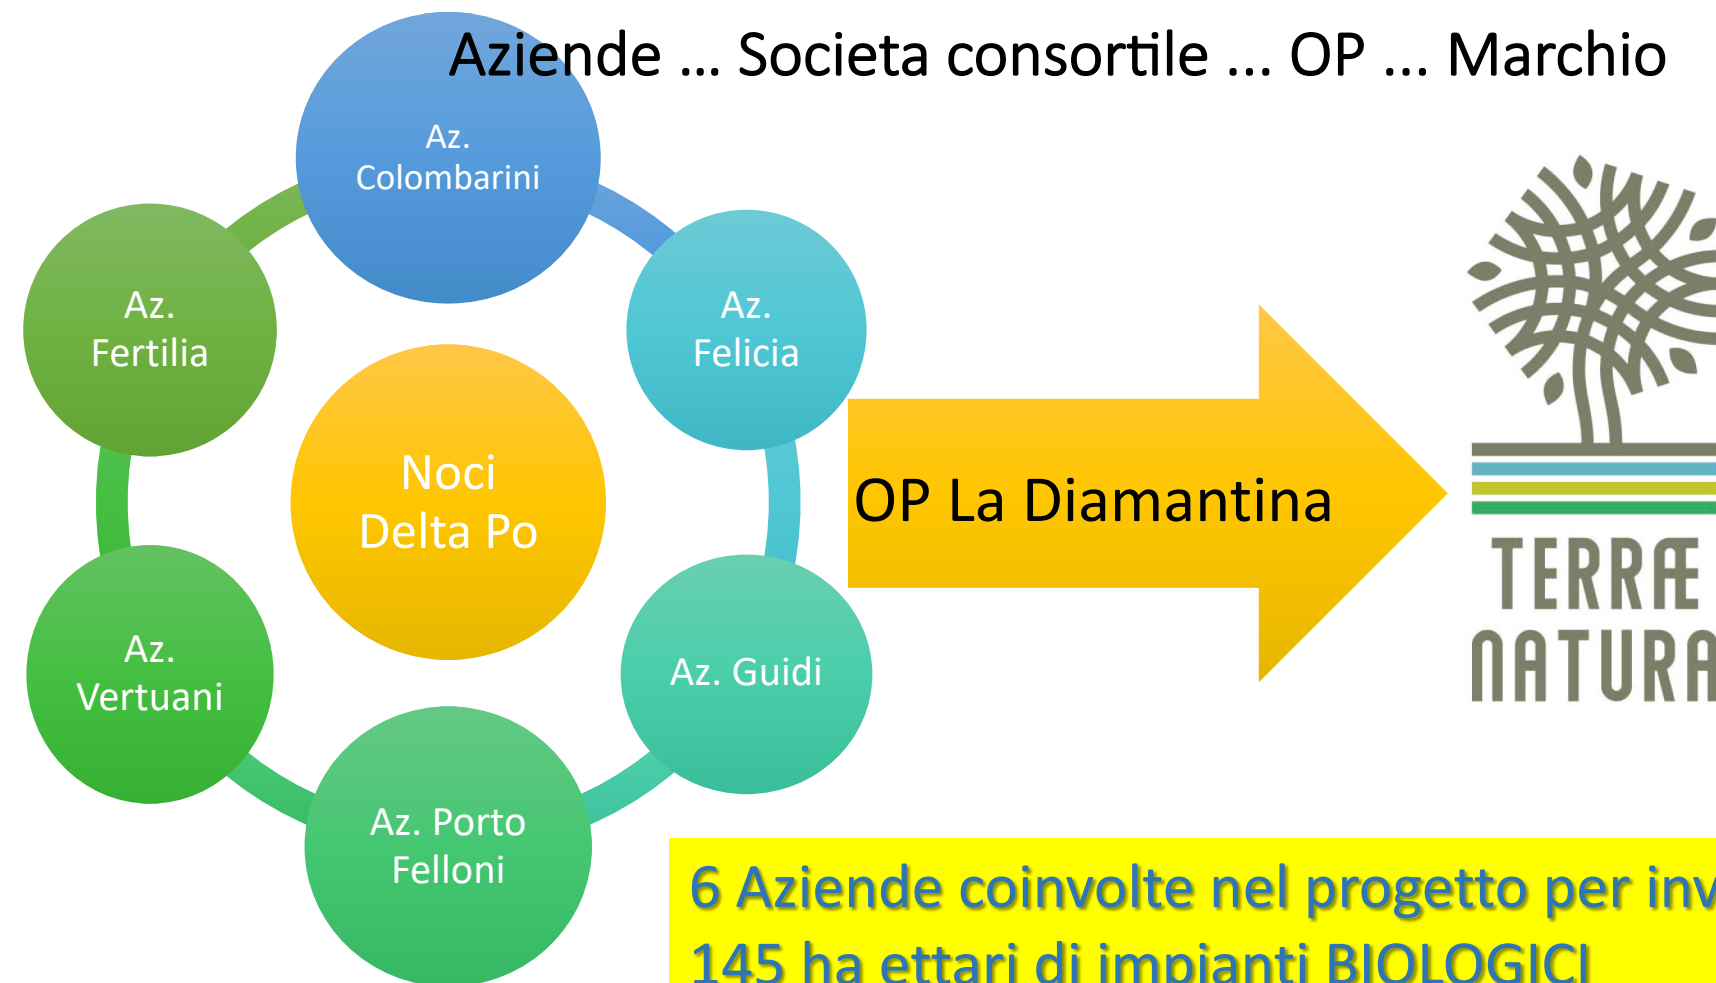 Aziende ... Societa consortile ... OP ... Marchio
Az.
Colombarini
Az.
Felicia
Az. Guidi
Az. Porto
Felloni
Az.
Vertuani
Az.
Fertilia
Noci
Delta Po
OP La Diamantina
TERRÆ
NATURA
6 Aziende coinvolte nel progetto per
145 ha ettari di impianti BIOLOGICI